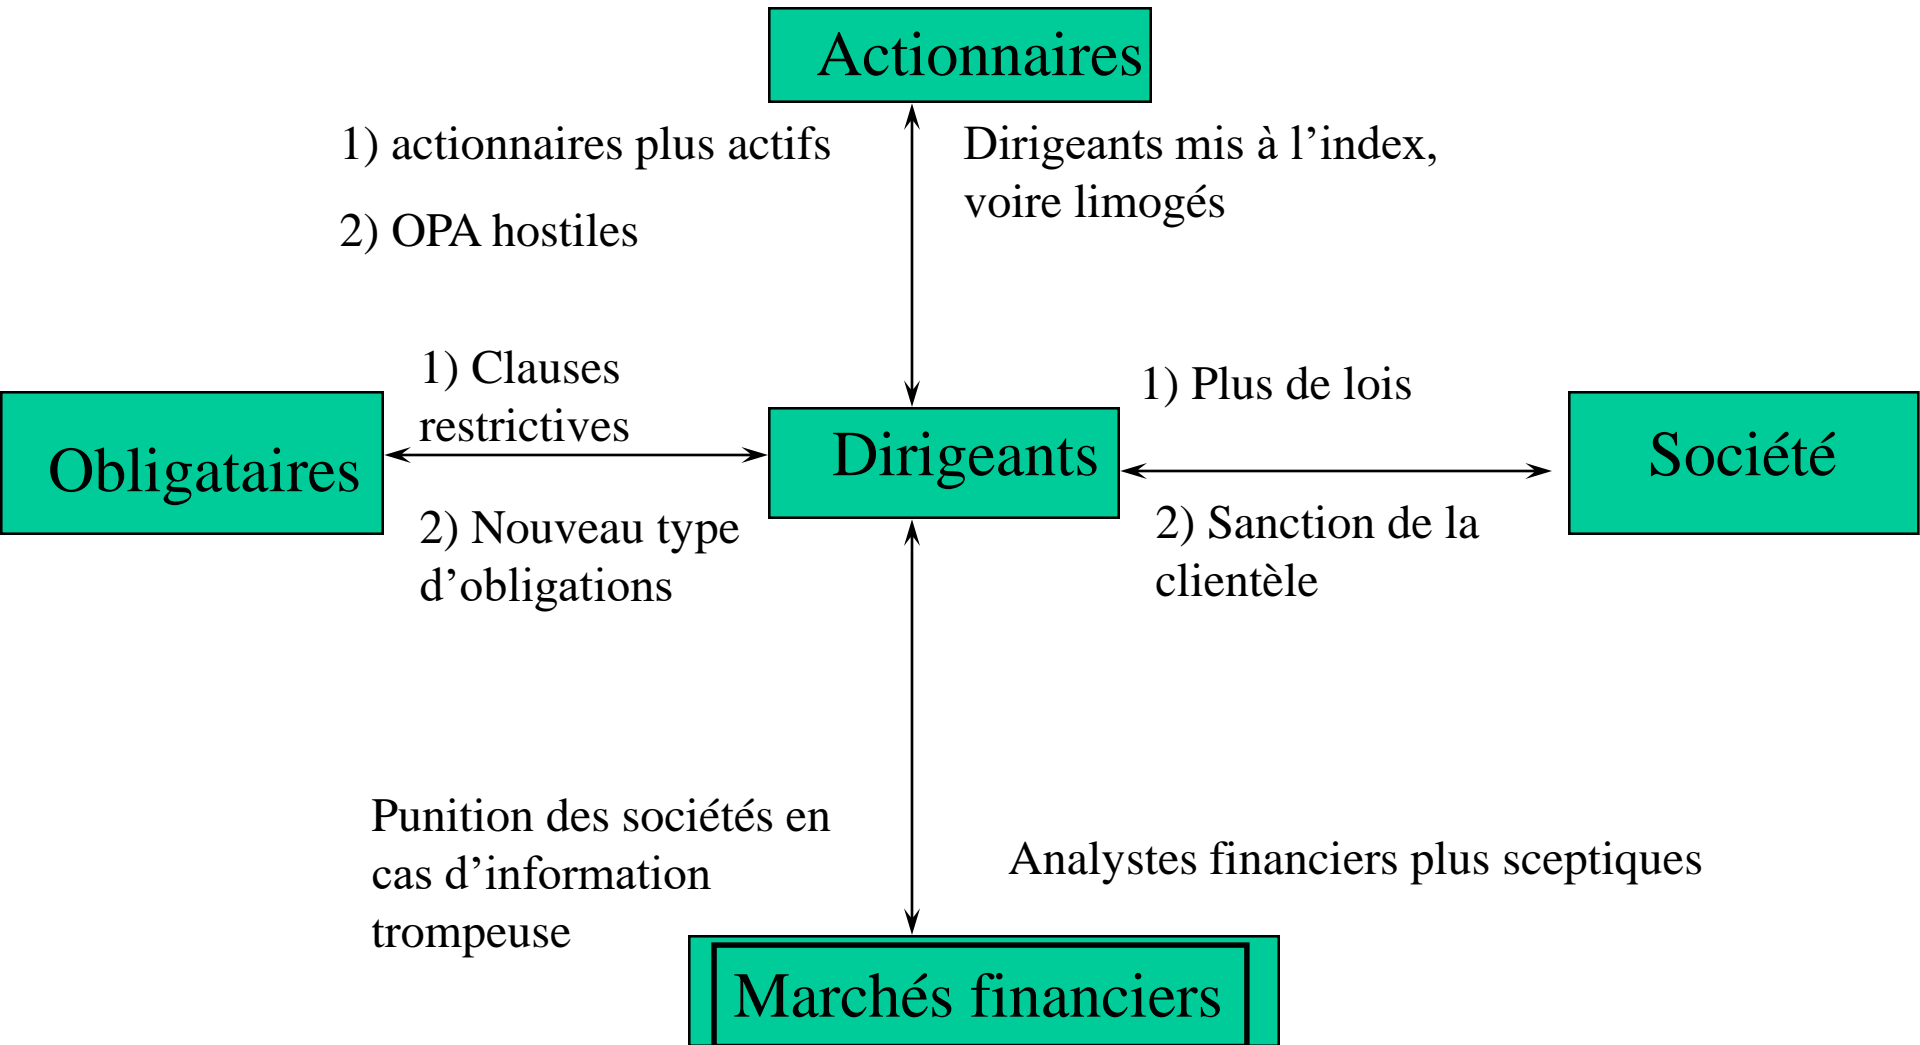 Actionnaires
1) actionnaires plus actifs
2) OPA hostiles
Dirigeants mis à l’index,
voire limogés
Obligataires
1) Clauses
restrictives
2) Nouveau type
d’obligations
Dirigeants
1) Plus de lois
2) Sanction de la
clientèle
Société
Punition des sociétés en
cas d’information
trompeuse
Analystes financiers plus sceptiques
Marchés financiers